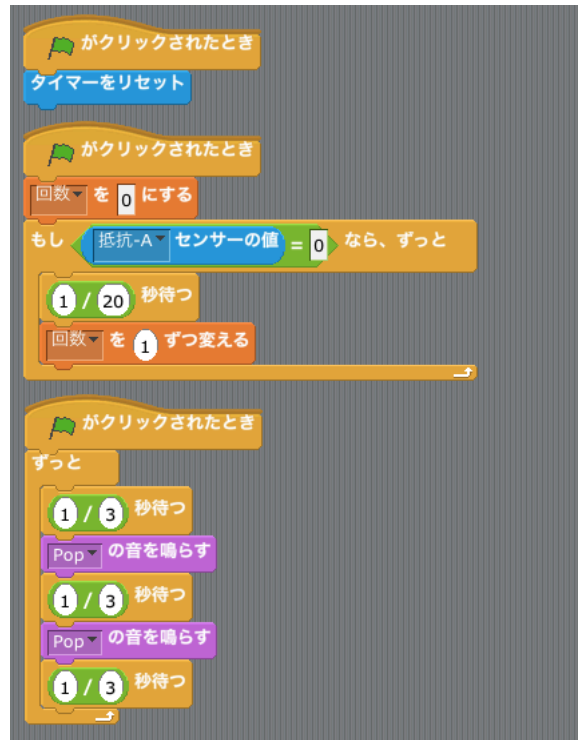 がクリックされたとき
タイマーをリセット
がクリックされたとき
回数 を 0 にする
もし 抵抗-A センサーの値 = 0 なら、ずっと
1 / 20 秒待つ
回数 を 1 ずつ変える
がクリックされたとき
ずっと
1 / 3 秒待つ
Pop の音を鳴らす
1 / 3 秒待つ
Pop の音を鳴らす
1 / 3 秒待つ